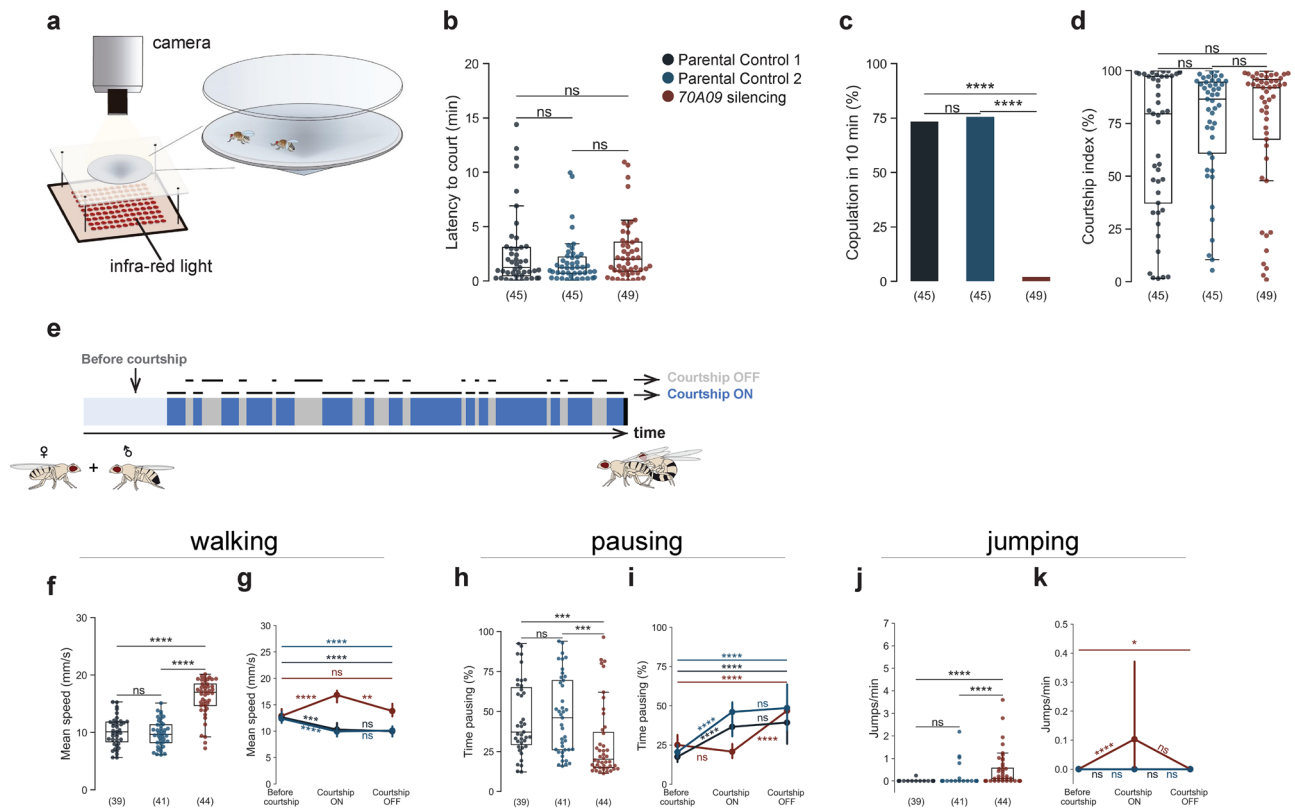 a
camera
infra-red light
b
Latency to court (min)
20
15
10
5
0
ns
ns
ns
(45)
(45)
(49)
Parental Control 1
Parental Control 2
70A09 silencing
c
Copulation in 10 min (%)
100
75
50
25
0
****
ns
****
(45)
(45)
(49)
d
Courtship index (%)
100
75
50
25
0
ns
ns
ns
(45)
(45)
(49)
e
Before courtship
Courtship OFF
Courtship ON
time
♀
+
♂
walking
pausing
jumping
f
Mean speed (mm/s)
30
20
10
0
****
****
ns
(39)
(41)
(44)
g
Mean speed (mm/s)
30
25
20
15
10
5
0
****
****
ns
****
**
***
ns
****
ns
Before courtship
Courtship ON
Courtship OFF
h
Time pausing (%)
100
75
50
25
0
***
ns
***
(39)
(41)
(44)
i
Time pausing (%)
100
75
50
25
0
****
****
****
****
ns
****
ns
ns
****
Before courtship
Courtship ON
Courtship OFF
j
Jumps/min
7
6
5
4
3
2
1
0
****
ns
****
(39)
(41)
(44)
k
Jumps/min
0.5
0.4
0.3
0.2
0.1
0.0
*
****
ns
ns
ns
ns
ns
Before courtship
Courtship ON
Courtship OFF